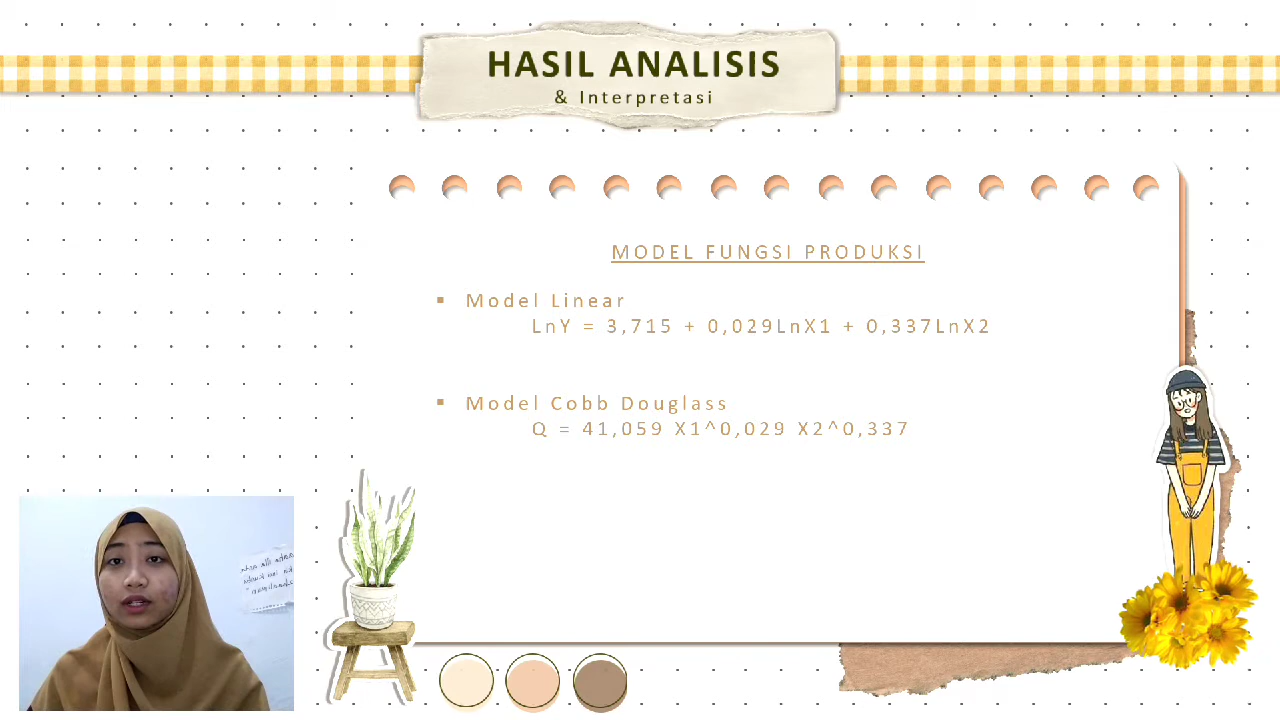 HASIL ANALISIS
& Interpretasi
MODEL FUNGSI PRODUKSI
▪ Model Linear
LnY = 3,715 + 0,029LnX1 + 0,337LnX2
▪ Model Cobb Douglass
Q = 41,059 X1^0,029 X2^0,337